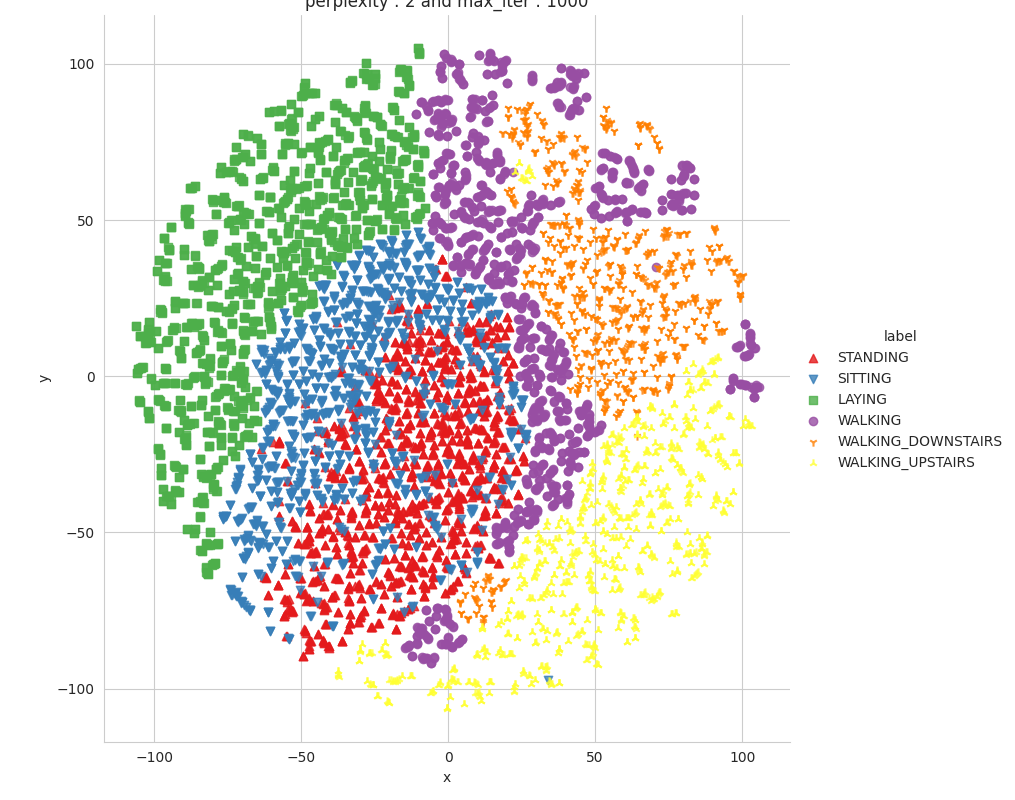 perplexity : 2 and max_iter : 1000
100
50
0
−50
−100
y
−100
−50
0
50
100
x
label
STANDING
SITTING
LAYING
WALKING
WALKING_DOWNSTAIRS
WALKING_UPSTAIRS